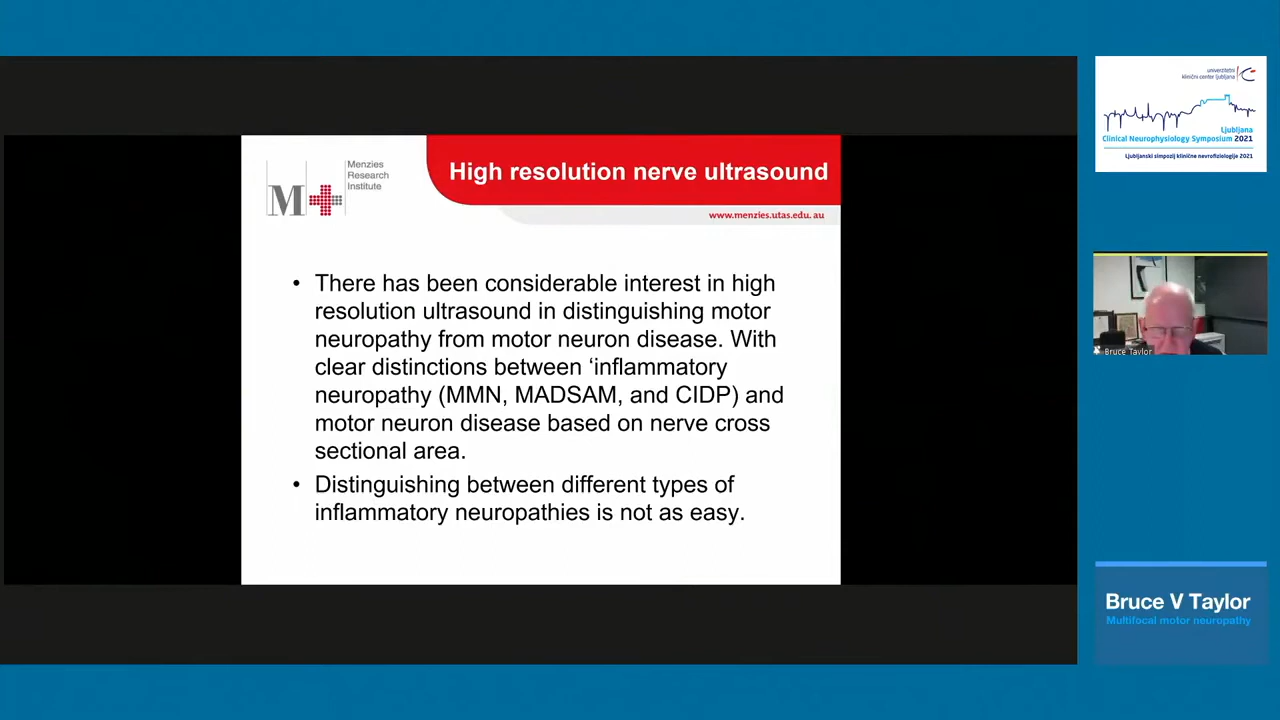 Menzies
Research
Institute
M
High resolution nerve ultrasound
www.menzies.utas.edu.au
• There has been considerable interest in high
resolution ultrasound in distinguishing motor
neuropathy from motor neuron disease. With
clear distinctions between ‘inflammatory
neuropathy (MMN, MADSAM, and CIDP) and
motor neuron disease based on nerve cross
sectional area.
• Distinguishing between different types of
inflammatory neuropathies is not as easy.
univerzitetni
klinični center ljubljana
Ljubljana
Clinical Neurophysiology Symposium 2021
Ljubljanski simpozij klinične nevrofiziologije 2021
Bruce Taylor
Bruce V Taylor
Multifocal motor neuropathy